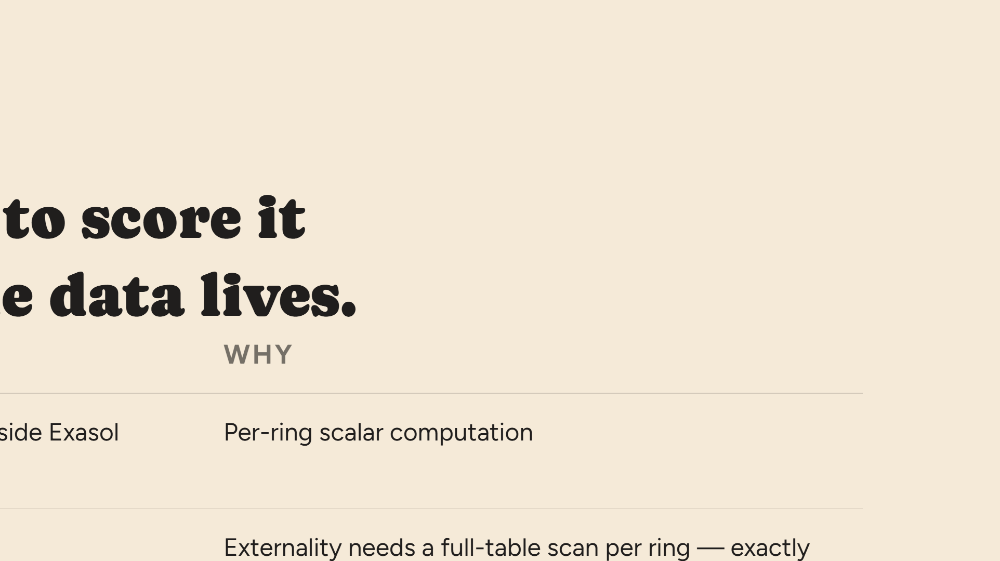 to score it
e data lives.
WHY
side Exasol
Per-ring scalar computation
Externality needs a full-table scan per ring — exactly